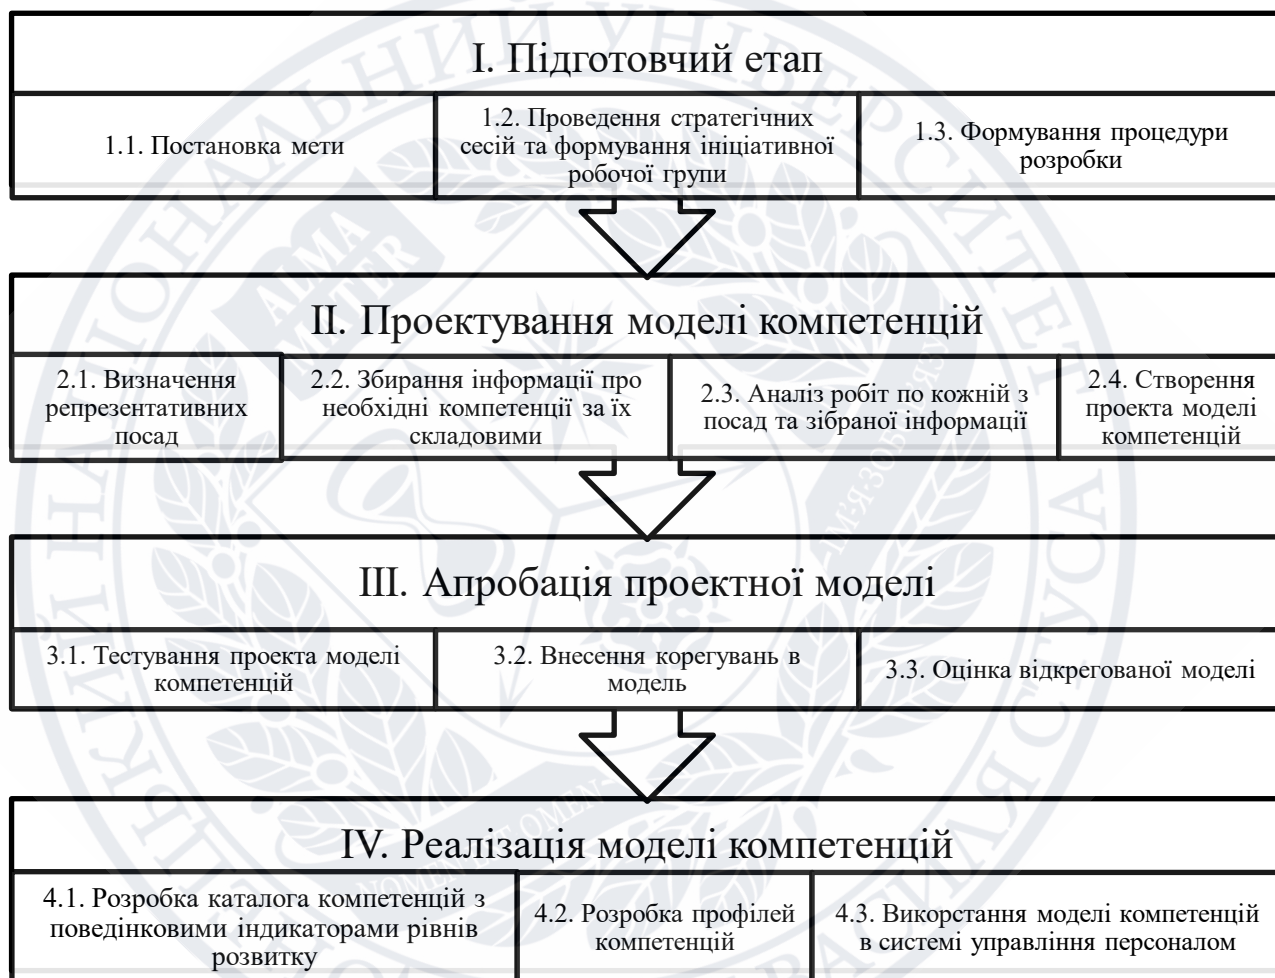 І. Підготовчий етап
1.1. Постановка мети
1.2. Проведення стратегічних
сесій та формування ініціативної
робочої групи
1.3. Формування процедури
розробки
ІІ. Проектування моделі компетенцій
2.1. Визначення
репрезентативних
посад
2.2. Збирання інформації про
необхідні компетенції за їх
складовими
2.3. Аналіз робіт по кожній з
посад та зібраної інформації
2.4. Створення
проекта моделі
компетенцій
ІІІ. Апробація проектної моделі
3.1. Тестування проекта моделі
компетенцій
3.2. Внесення корегувань в
модель
3.3. Оцінка відкрегованої моделі
IV. Реалізація моделі компетенцій
4.1. Розробка каталога компетенцій з
поведінковими індикаторами рівнів
розвитку
4.2. Розробка профілей
компетенцій
4.3. Викорстання моделі компетенцій
в системі управління персоналом
ALMA
MATER